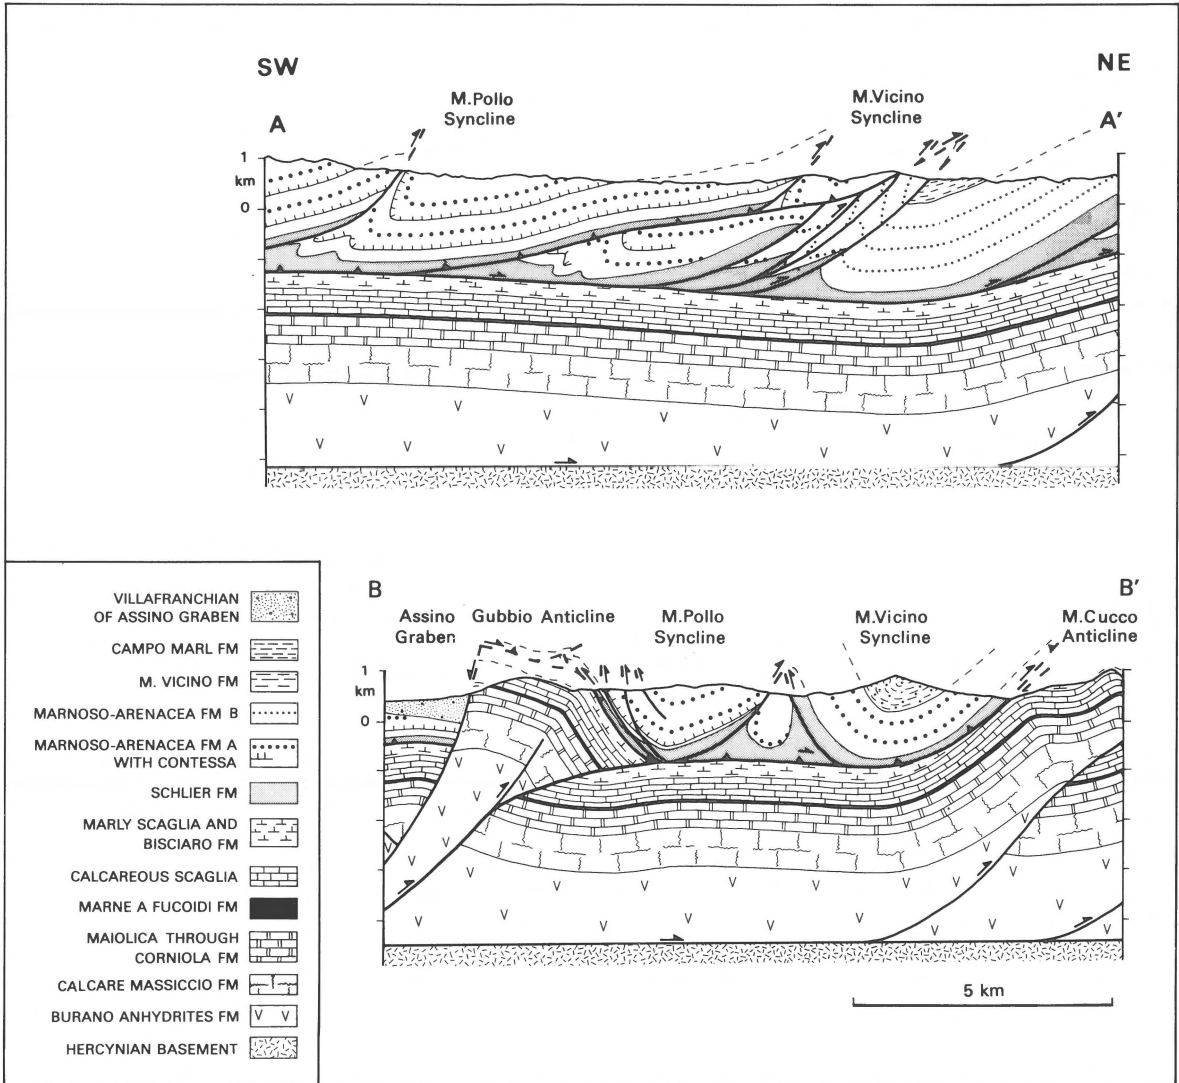 SW
NE
M.Pollo
Syncline
M.Vicino
Syncline
A
A'
1
km
0
B
B'
Assino
Graben
Gubbio Anticline
M.Pollo
Syncline
M.Vicino
Syncline
M.Cucco
Anticline
1
km
0
5 km
VILLAFRANCHIAN
OF ASSINO GRABEN
CAMPO MARL FM
M. VICINO FM
MARNOSO-ARENACEA FM B
MARNOSO-ARENACEA FM A
WITH CONTESSA
SCHLIER FM
MARLY SCAGLIA AND
BISCIARO FM
CALCAREOUS SCAGLIA
MARNE A FUCOIDI FM
MAIOLICA THROUGH
CORNIOLA FM
CALCARE MASSICCIO FM
BURANO ANHYDRITES FM
HERCYNIAN BASEMENT